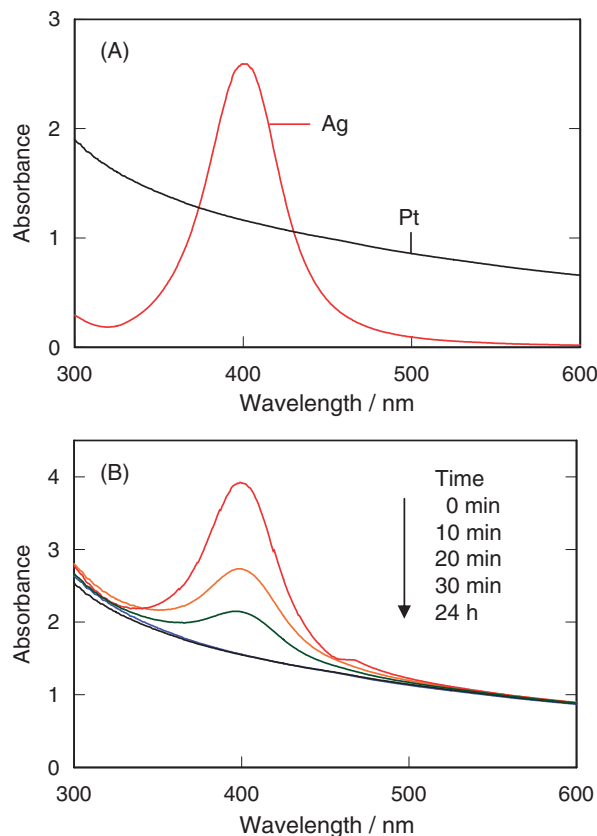 (A)
3
2
1
0
Absorbance
Ag
Pt
300 400 500 600
Wavelength / nm
(B)
4
3
2
1
0
Absorbance
Time
0 min
10 min
20 min
30 min
24 h
300 400 500 600
Wavelength / nm